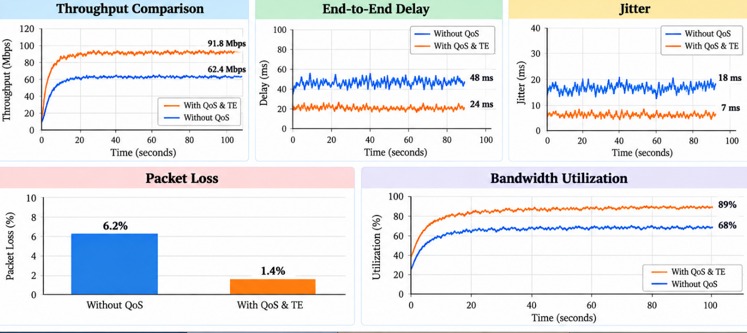 Throughput Comparison
Throughput (Mbps)
120
100
80
60
40
20
0
91.8 Mbps
62.4 Mbps
With QoS & TE
Without QoS
0 20 40 60 80 100
Time (seconds)
End-to-End Delay
Delay (ms)
100
80
60
40
20
0
Without QoS
With QoS & TE
48 ms
24 ms
0 20 40 60 80 100
Time (seconds)
Jitter
Jitter (ms)
40
30
20
10
0
Without QoS
With QoS & TE
18 ms
7 ms
0 20 40 60 80 100
Time (seconds)
Packet Loss
Packet Loss (%)
10
8
6
4
2
0
6.2%
1.4%
Without QoS
With QoS & TE
Bandwidth Utilization
Utilization (%)
100
80
60
40
20
0
89%
68%
With QoS & TE
Without QoS
0 20 40 60 80 100
Time (seconds)